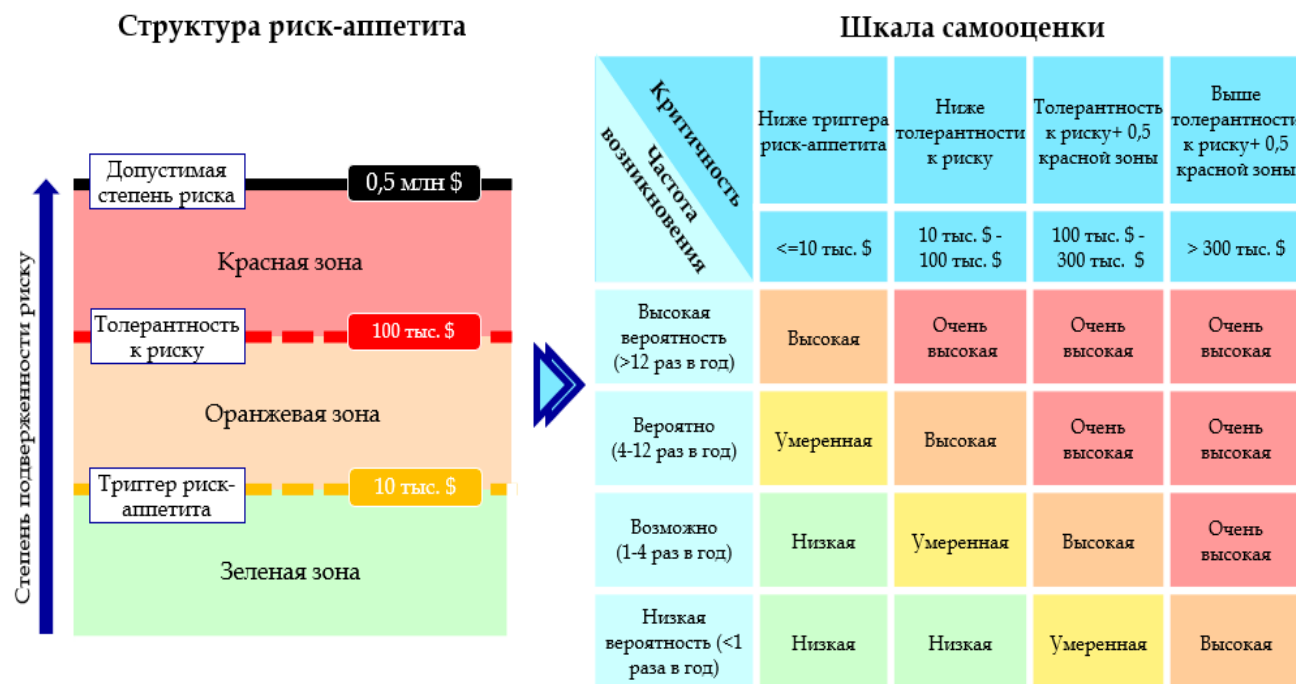 Структура риск-аппетита
Степень подверженности риску
Допустимая
степень риска
0,5 млн $
Красная зона
Толерантность
к риску
100 тыс. $
Оранжевая зона
Триггер риск-
аппетита
10 тыс. $
Зеленая зона
Шкала самооценки
Критичность
Частота
возникновения
Ниже триггера
риск-аппетита
Ниже
толерантности
к риску
Толерантность
к риску+ 0,5
красной зоны
Выше
толерантности
к риску+ 0,5
красной зоны
<=10 тыс. $
10 тыс. $ -
100 тыс. $
100 тыс. $ -
300 тыс. $
> 300 тыс. $
Высокая
вероятность
(>12 раз в год)
Высокая
Очень
высокая
Очень
высокая
Очень
высокая
Вероятно
(4-12 раз в год)
Умеренная
Высокая
Очень
высокая
Очень
высокая
Возможно
(1-4 раз в год)
Низкая
Умеренная
Высокая
Очень
высокая
Низкая
вероятность (<1
раза в год)
Низкая
Низкая
Умеренная
Высокая